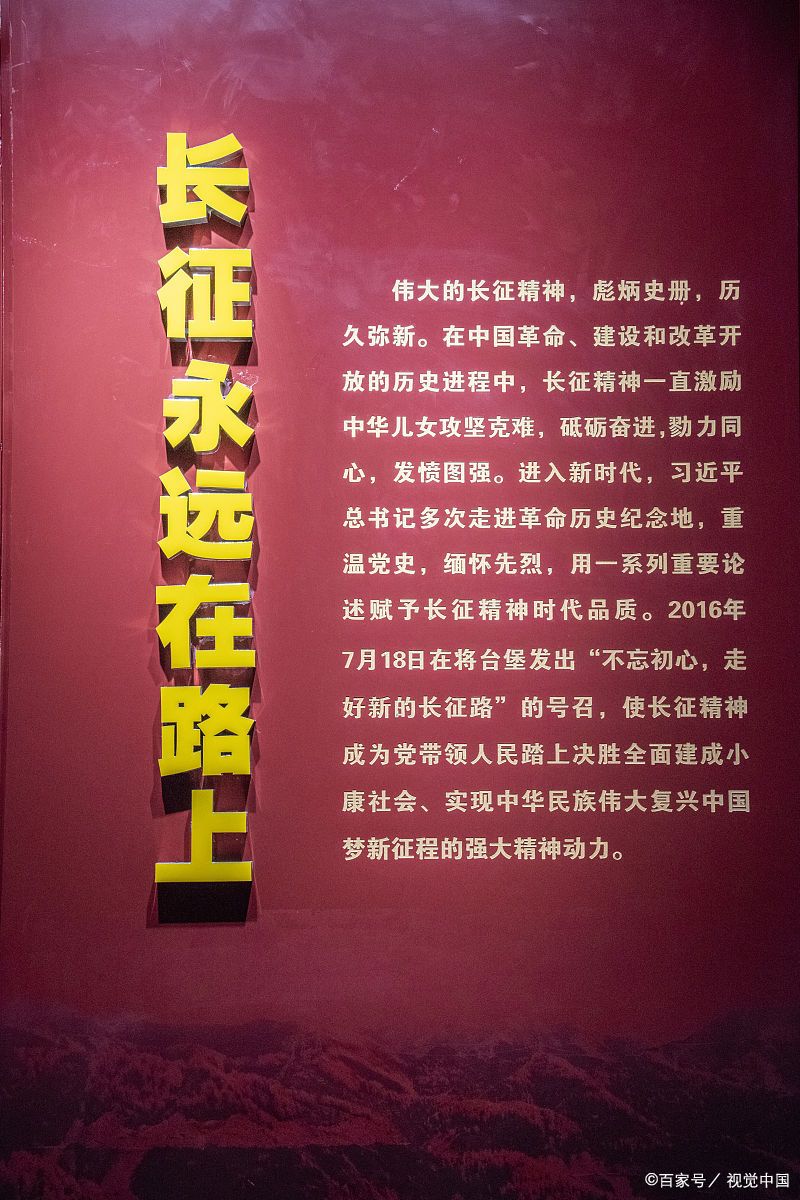 长征永远在路上
伟大的长征精神，彪炳史册，历
久弥新。在中国革命、建设和改革开
放的历史进程中，长征精神一直激励
中华儿女攻坚克难，砥砺奋进,勠力同
心，发愤图强。进入新时代，习近平
总书记多次走进革命历史纪念地，重
温党史，缅怀先烈，用一系列重要论
述赋予长征精神时代品质。2016年
7月18日在将台堡发出“不忘初心，走
好新的长征路”的号召，使长征精神
成为党带领人民踏上决胜全面建成小
康社会、实现中华民族伟大复兴中国
梦新征程的强大精神动力。
©百家号／视觉中国